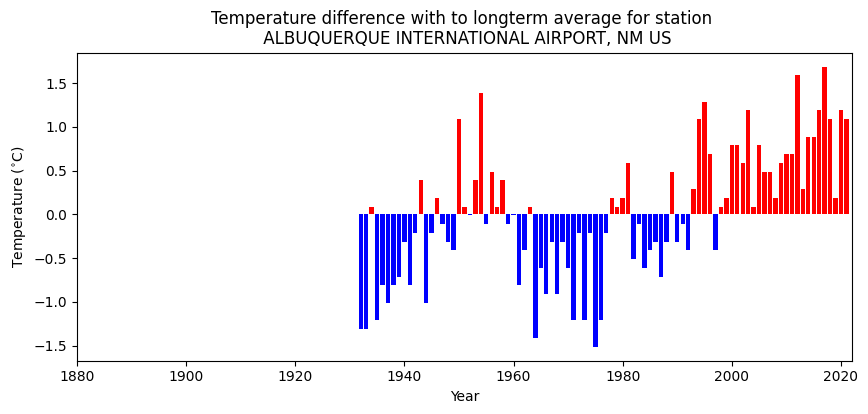 Temperature difference with to longterm average for station
ALBUQUERQUE INTERNATIONAL AIRPORT, NM US
Temperature (°C)
1.5
1.0
0.5
0.0
−0.5
−1.0
−1.5
1880 1900 1920 1940 1960 1980 2000 2020
Year